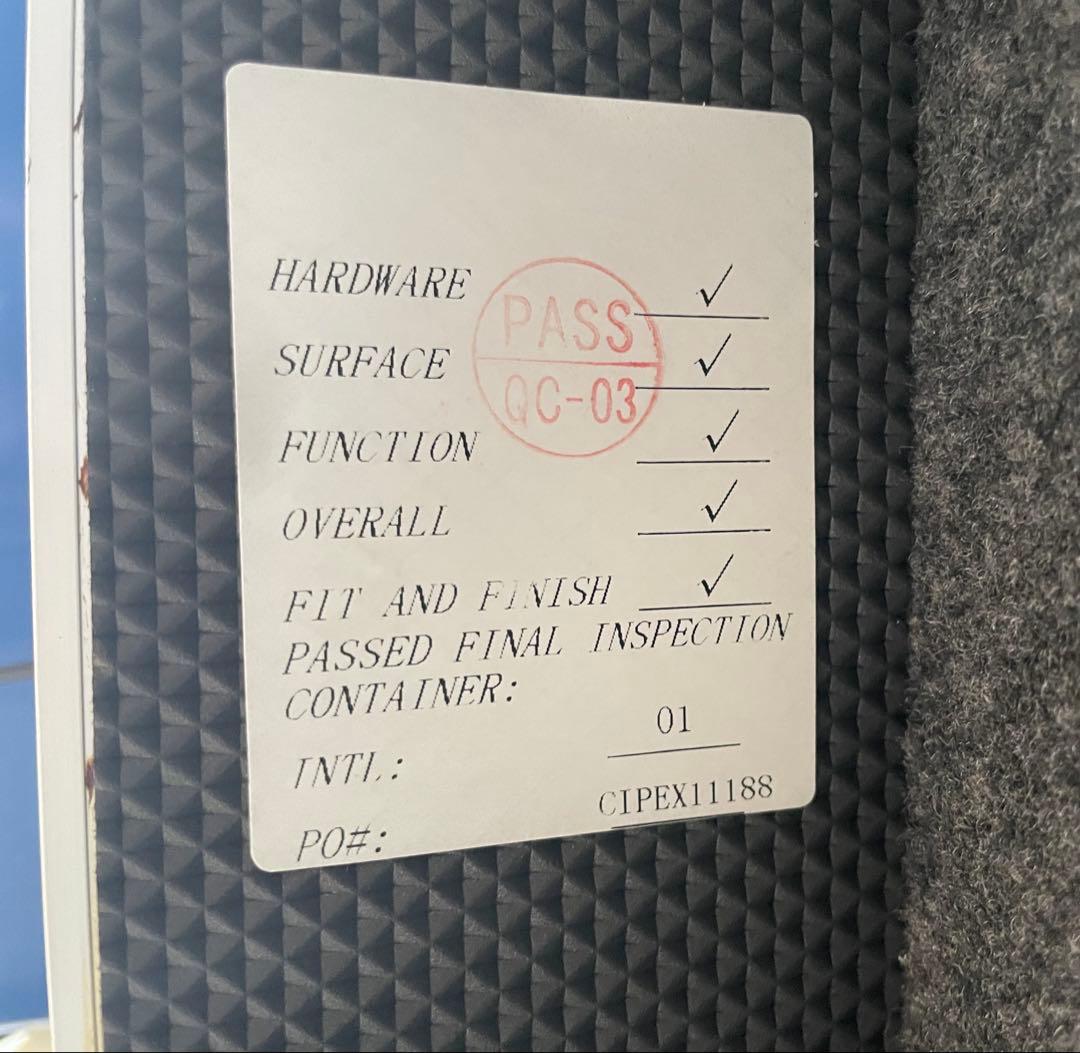 HARDWARE ✓
PASS
SURFACE ✓
QC-03
FUNCTION ✓
OVERALL ✓
FIT AND FINISH ✓
PASSED FINAL INSPECTION
CONTAINER:
INTL: 01
PO#: CIPEX11188